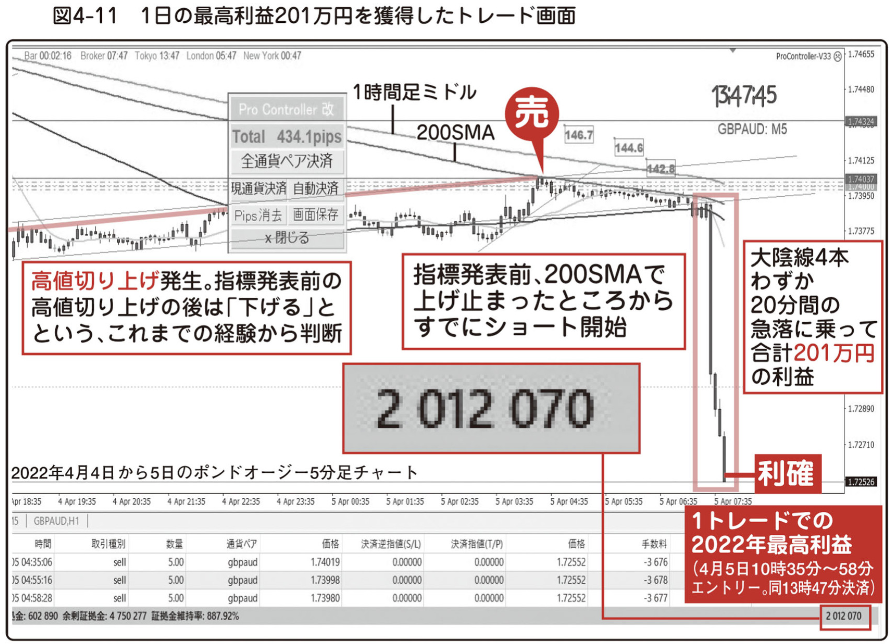 図4-11　1日の最高利益201万円を獲得したトレード画面
Bar 00:02:16 Broker 07:47 Tokyo 13:47 London 05:47 New York 00:47
ProController-V33
1.74655
1.74480
1.74324
1.74125
1.74037
1.74000
1.73950
1.73775
1.72890
1.72710
1.72526
13:47:45
GBPAUD: M5
Pro Controller 改
Total 434.1pips
全通貨ペア決済
現通貨決済 自動決済
Pips消去 画面保存
x 閉じる
1時間足ミドル
200SMA
売
146.7
144.6
142.8
高値切り上げ発生。指標発表前の
高値切り上げの後は「下げる」と
という、これまでの経験から判断
指標発表前、200SMAで
上げ止まったところから
すでにショート開始
大陰線4本
わずか
20分間の
急落に乗って
合計201万円
の利益
2 012 070
利確
2022年4月4日から5日のポンドオージー5分足チャート
pr 18:35 4 Apr 19:35 4 Apr 20:35 4 Apr 21:35 4 Apr 22:35 4 Apr 23:35 5 Apr 00:35 5 Apr 01:35 5 Apr 02:35 5 Apr 03:35 5 Apr 04:35 5 Apr 05:35 5 Apr 06:35 5 Apr 07:35
15 | GBPAUD,H1 |
1トレードでの
2022年最高利益
(4月5日10時35分～58分
エントリー。同13時47分決済)
時間 取引種別 数量 通貨ペア 価格 決済逆指値(S/L) 決済指値(T/P) 価格 手数料
05 04:35:06 sell 5.00 gbpaud 1.74019 0.00000 0.00000 1.72552 -3 676
05 04:55:16 sell 5.00 gbpaud 1.73998 0.00000 0.00000 1.72552 -3 678
05 04:58:28 sell 5.00 gbpaud 1.73980 0.00000 0.00000 1.72552 -3 677
金: 602 890 余剰証拠金: 4 750 277 証拠金維持率: 887.92%
2 012 070